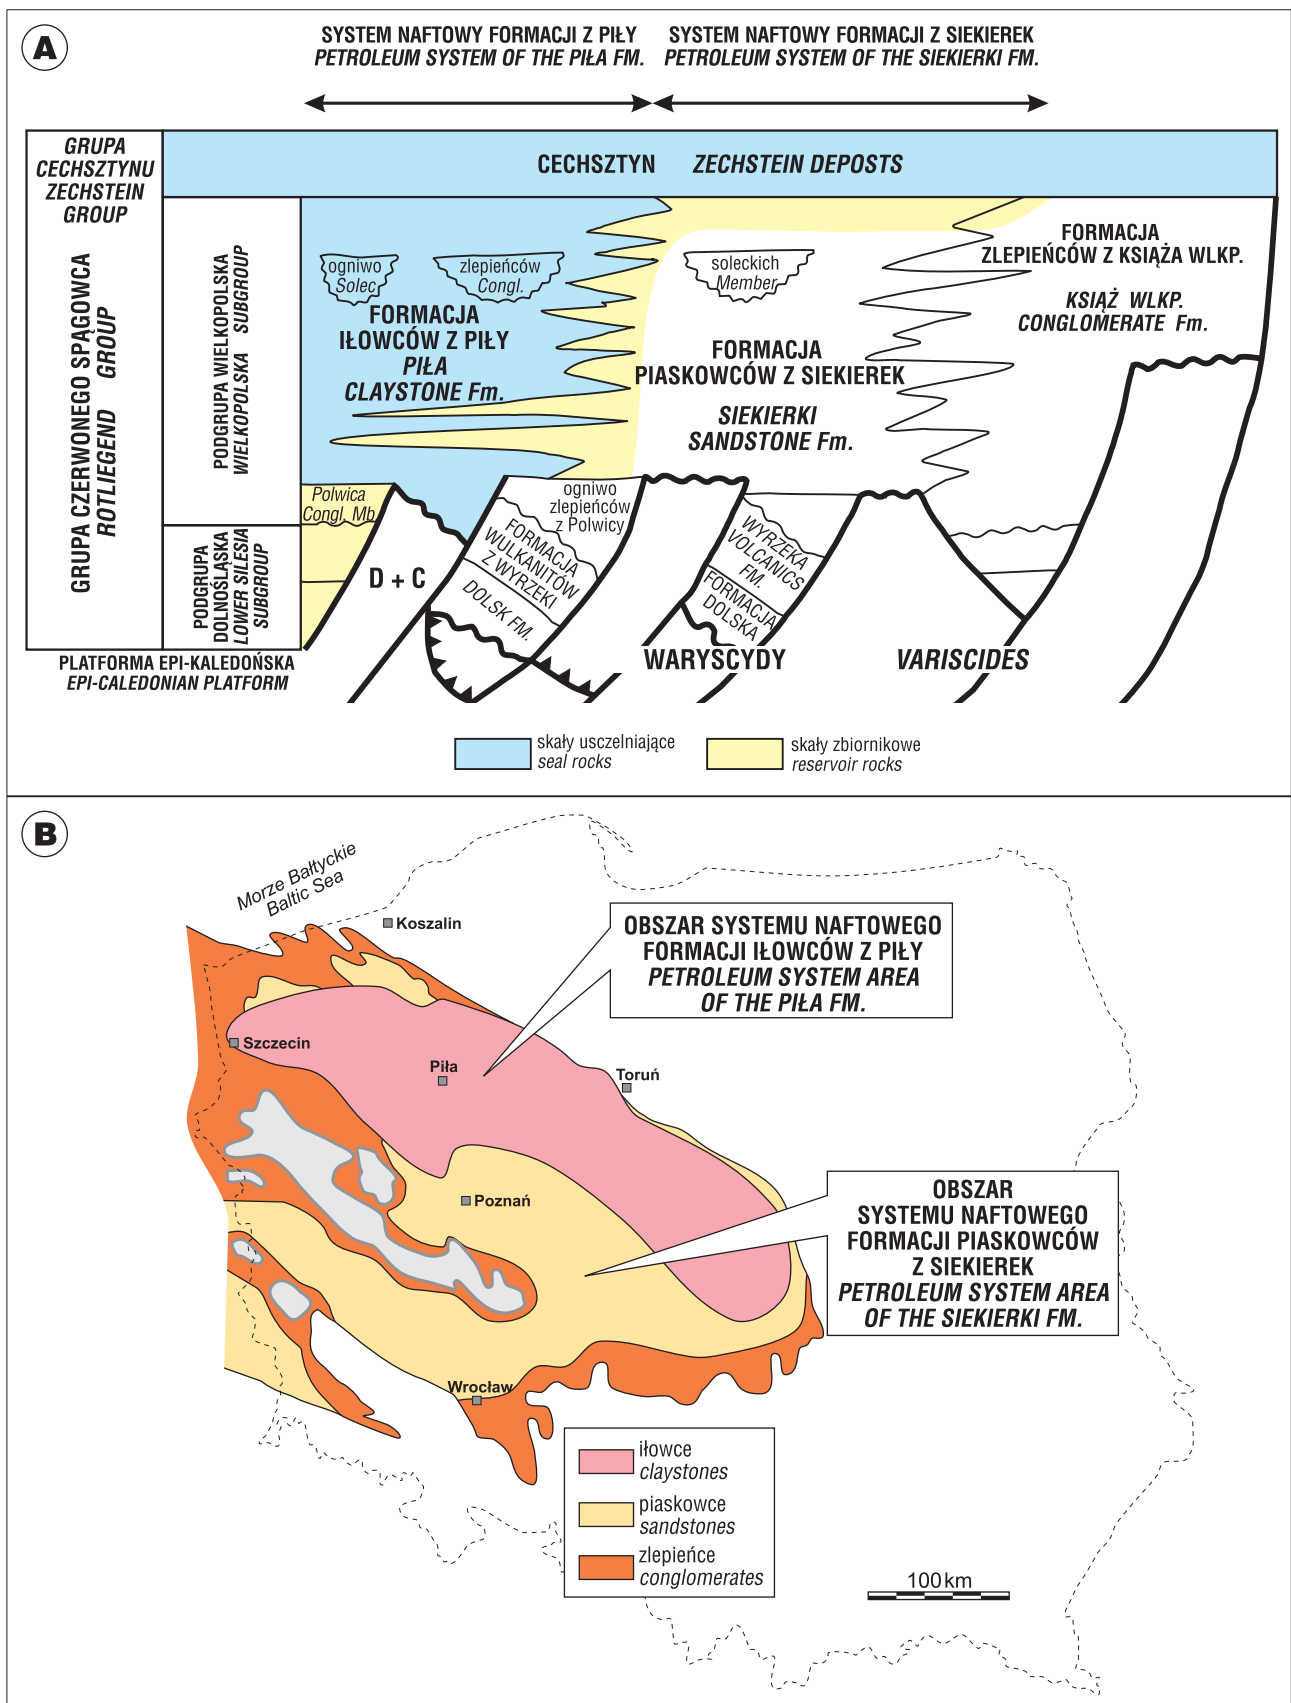 A
SYSTEM NAFTOWY FORMACJI Z PIŁY
PETROLEUM SYSTEM OF THE PIŁA FM.
SYSTEM NAFTOWY FORMACJI Z SIEKIEREK
PETROLEUM SYSTEM OF THE SIEKIERKI FM.
GRUPA
CECHSZTYNU
ZECHSTEIN
GROUP
CECHSZTYN ZECHSTEIN DEPOSTS
GRUPA CZERWONEGO SPĄGOWCA
ROTLIEGEND GROUP
PODGRUPA WIELKOPOLSKA
WIELKOPOLSKA SUBGROUP
PODGRUPA
DOLNOŚLĄSKA
LOWER SILESIA
SUBGROUP
ogniwo
Solec
zlepieńców
Congl.
soleckich
Member
FORMACJA
IŁOWCÓW Z PIŁY
PIŁA
CLAYSTONE Fm.
FORMACJA
PIASKOWCÓW Z SIEKIEREK
SIEKIERKI
SANDSTONE Fm.
FORMACJA
ZLEPIEŃCÓW Z KSIĄŻA WLKP.
KSIĄŻ WLKP.
CONGLOMERATE Fm.
Polwica
Congl. Mb.
D + C
ogniwo
zlepieńców
z Polwicy
FORMACJA
WULKANITÓW
Z WYRZEKI
DOLSK FM.
WYRZEKA
VOLCANICS
FM.
FORMACJA
DOLSKA
WARYSCYDY
VARISCIDES
PLATFORMA EPI-KALEDOŃSKA
EPI-CALEDONIAN PLATFORM
skały usczelniające
seal rocks
skały zbiornikowe
reservoir rocks
B
Morze Bałtyckie
Baltic Sea
Koszalin
OBSZAR SYSTEMU NAFTOWEGO
FORMACJI IŁOWCÓW Z PIŁY
PETROLEUM SYSTEM AREA
OF THE PIŁA FM.
Szczecin
Piła
Toruń
Poznań
OBSZAR
SYSTEMU NAFTOWEGO
FORMACJI PIASKOWCÓW
Z SIEKIEREK
PETROLEUM SYSTEM AREA
OF THE SIEKIERKI FM.
Wrocław
iłowce
claystones
piaskowce
sandstones
zlepieńce
conglomerates
100 km